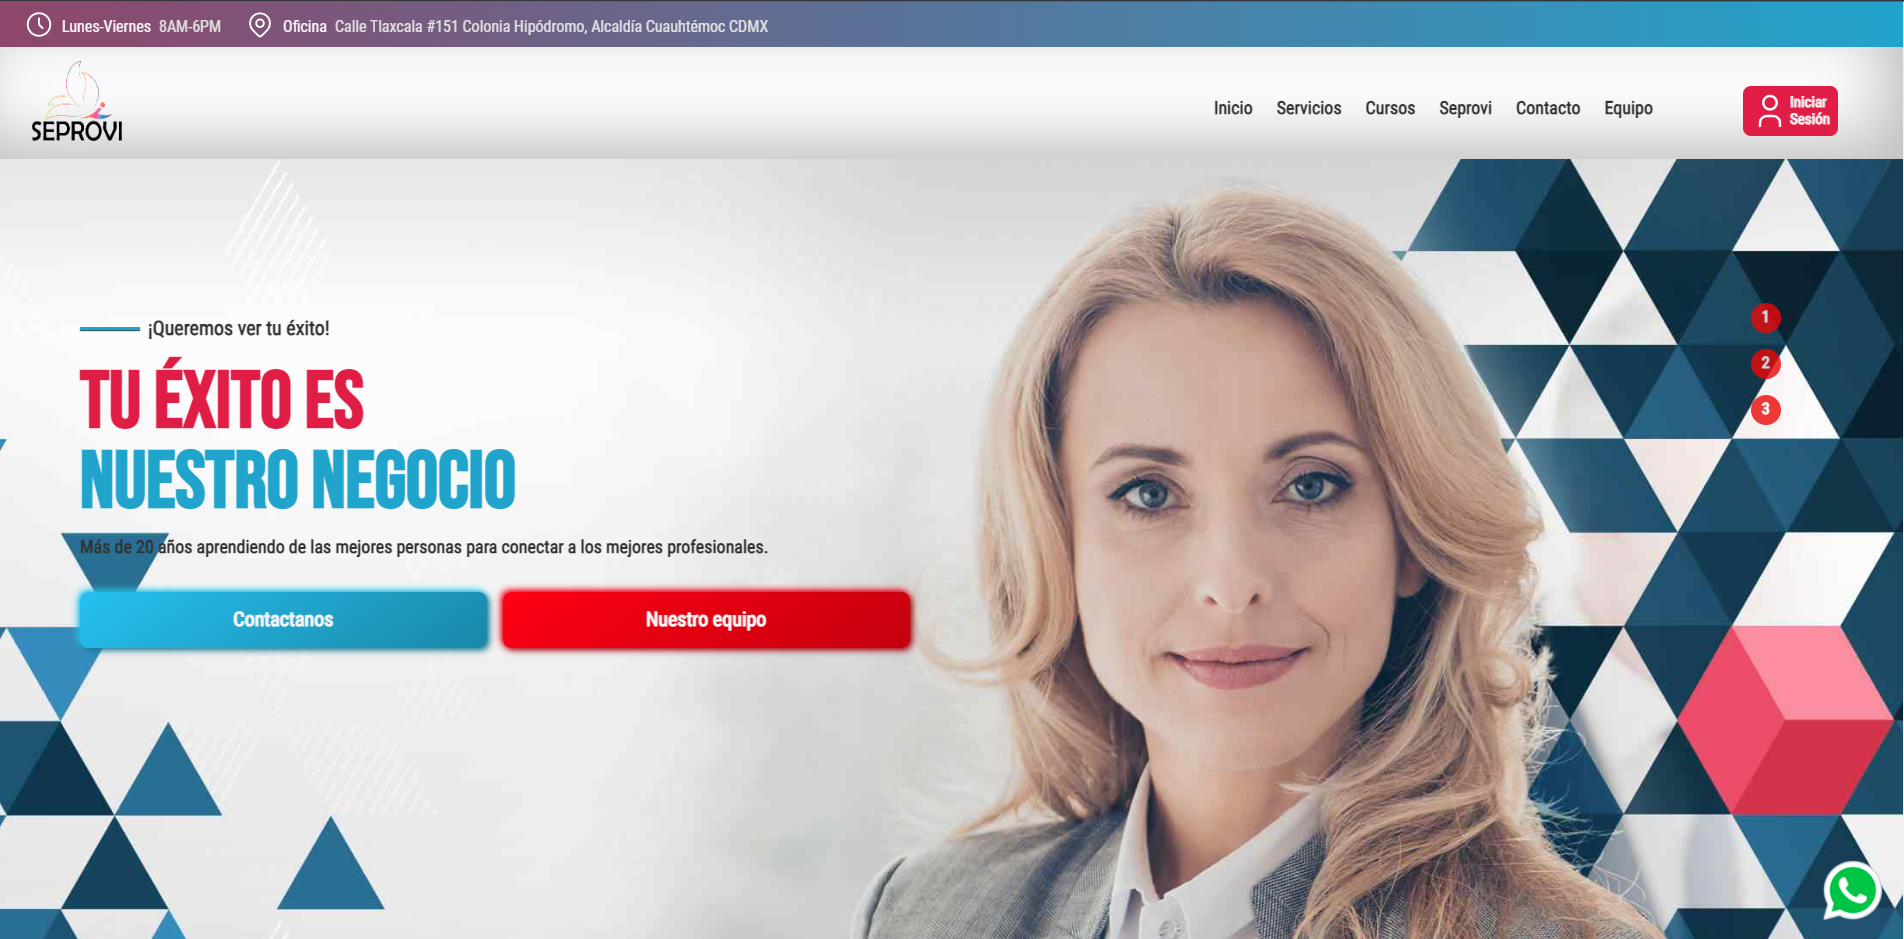 Lunes-Viernes 8AM-6PM Oficina Calle Tlaxcala #151 Colonia Hipódromo, Alcaldía Cuauhtémoc CDMX
SEPROVI
Inicio Servicios Cursos Seprovi Contacto Equipo
Iniciar
Sesión
¡Queremos ver tu éxito!
TU ÉXITO ES
NUESTRO NEGOCIO
Más de 20 años aprendiendo de las mejores personas para conectar a los mejores profesionales.
Contactanos Nuestro equipo
1
2
3